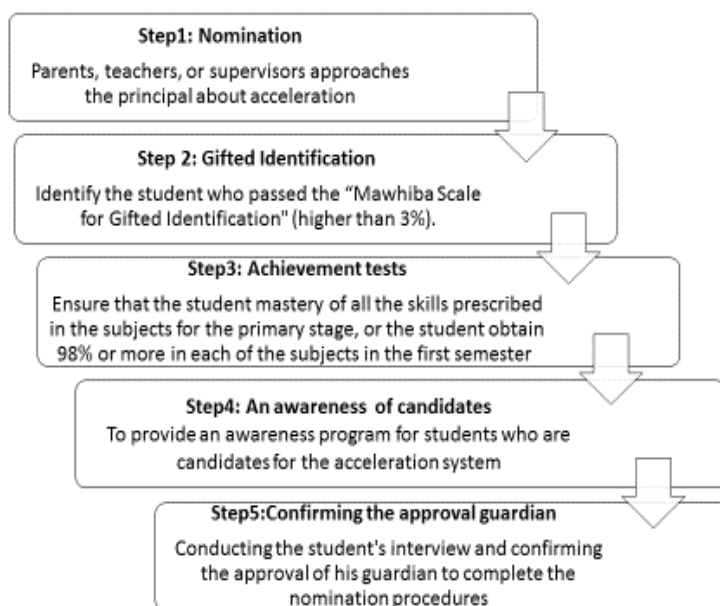 Step1: Nomination
Parents, teachers, or supervisors approaches
the principal about acceleration
Step 2: Gifted Identification
Identify the student who passed the “Mawhiba Scale
for Gifted Identification" (higher than 3%).
Step3: Achievement tests
Ensure that the student mastery of all the skills prescribed
in the subjects for the primary stage, or the student obtain
98% or more in each of the subjects in the first semester
Step4: An awareness of candidates
To provide an awareness program for students who are
candidates for the acceleration system
Step5:Confirming the approval guardian
Conducting the student's interview and confirming
the approval of his guardian to complete the
nomination procedures